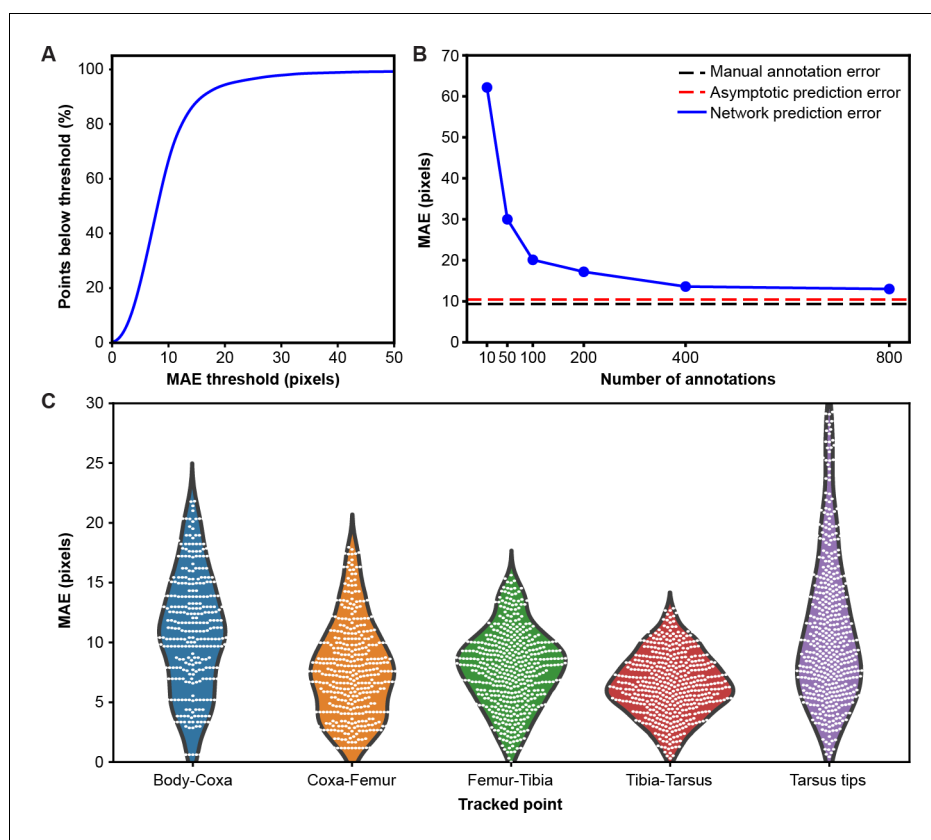 A
100
80
60
40
20
0
Points below threshold (%)
0 10 20 30 40 50
MAE threshold (pixels)
B
70
60
50
40
30
20
10
0
MAE (pixels)
Manual annotation error
Asymptotic prediction error
Network prediction error
10 50 100 200 400 800
Number of annotations
C
30
25
20
15
10
5
0
MAE (pixels)
Body-Coxa Coxa-Femur Femur-Tibia Tibia-Tarsus Tarsus tips
Tracked point